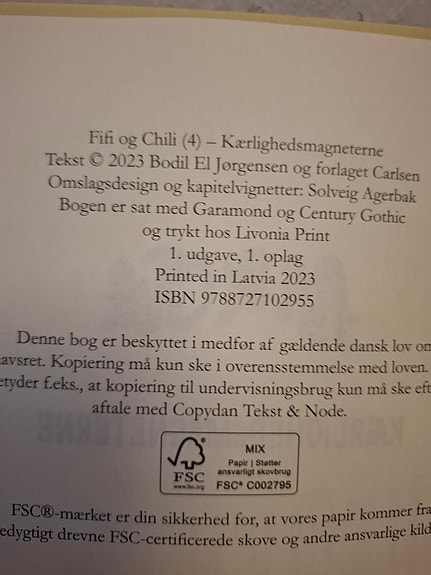 Fifi og Chili (4) – Kærlighedsmagneterne
Tekst © 2023 Bodil El Jørgensen og forlaget Carlsen
Omslagsdesign og kapitelvignetter: Solveig Agerbak
Bogen er sat med Garamond og Century Gothic
og trykt hos Livonia Print
1. udgave, 1. oplag
Printed in Latvia 2023
ISBN 9788727102955
Denne bog er beskyttet i medfør af gældende dansk lov om
avsret. Kopiering må kun ske i overensstemmelse med loven.
etyder f.eks., at kopiering til undervisningsbrug kun må ske eft
aftale med Copydan Tekst & Node.
FSC
www.fsc.org
MIX
Papir | Støtter
ansvarligt skovbrug
FSC® C002795
FSC®-mærket er din sikkerhed for, at vores papir kommer fra
edygtigt drevne FSC-certificerede skove og andre ansvarlige kild